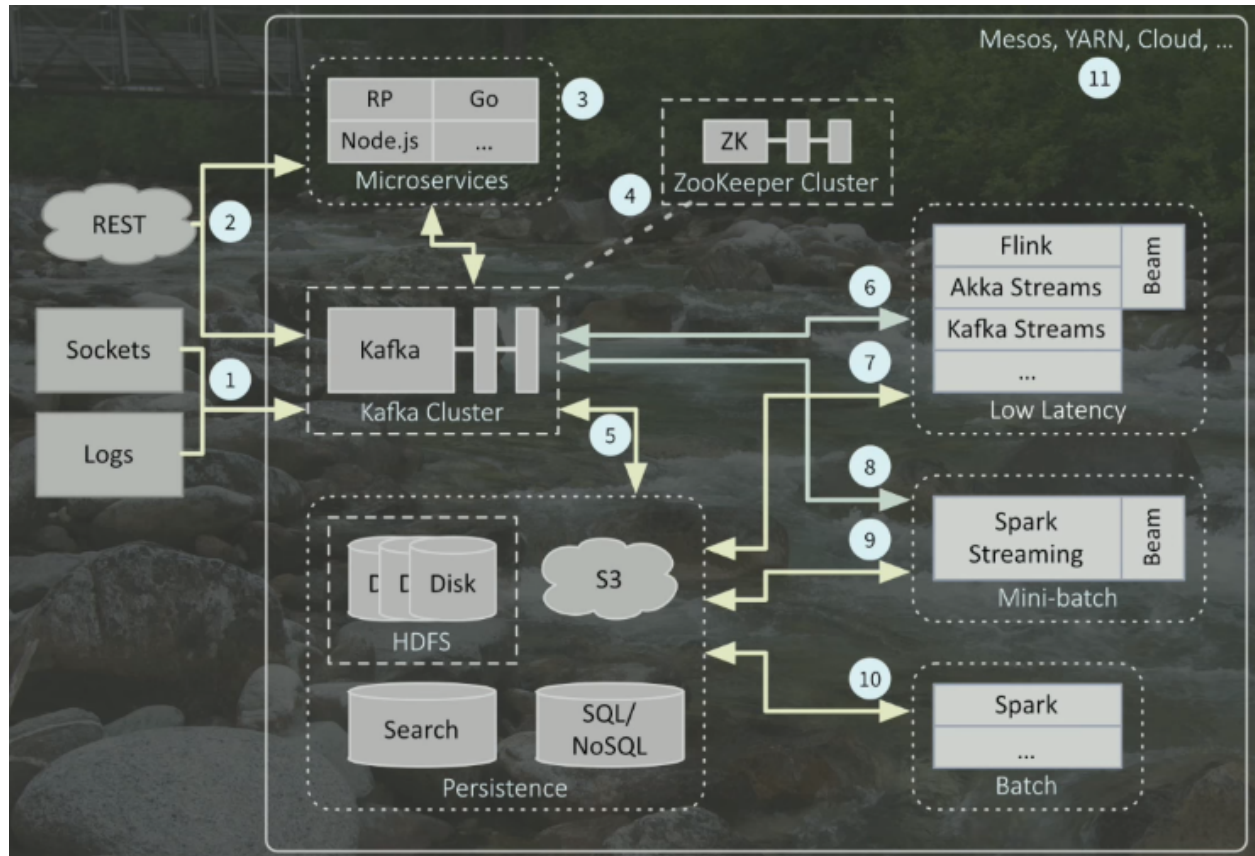 Mesos, YARN, Cloud, ...
11
RP
Go
3
Node.js
...
Microservices
ZK
ZooKeeper Cluster
4
REST
2
Flink
Beam
Akka Streams
Kafka Streams
...
Low Latency
6
7
Sockets
1
Logs
Kafka
Kafka Cluster
5
8
Spark
Streaming
Beam
Mini-batch
9
D
D
Disk
HDFS
S3
Search
SQL/
NoSQL
Persistence
10
Spark
...
Batch